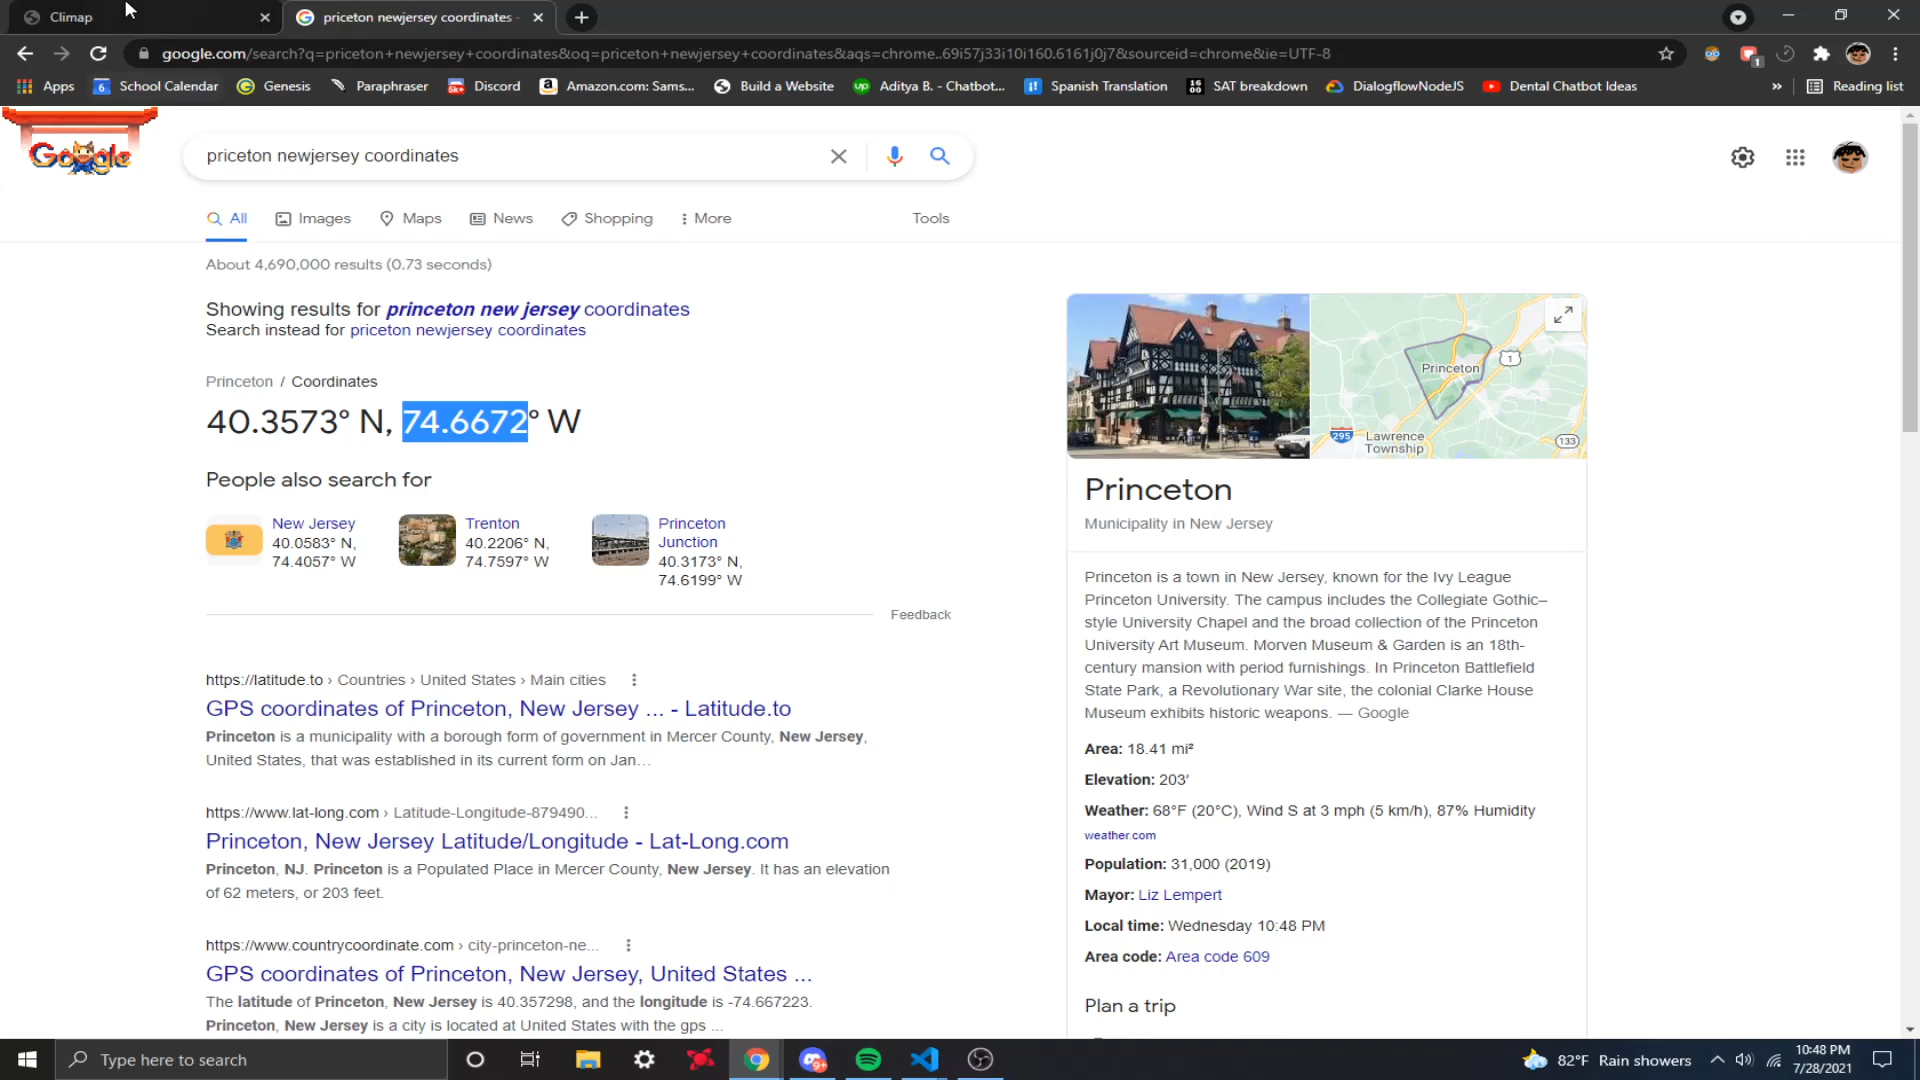 Climap
priceton newjersey coordinates -
google.com/search?q=priceton+newjersey+coordinates&oq=priceton+newjersey+coordinates&aqs=chrome..69i57j33i10i160.6161j0j7&sourceid=chrome&ie=UTF-8
1
Apps
6
School Calendar
Genesis
Paraphraser
5k+
Discord
Amazon.com: Sams...
Build a Website
up
Aditya B. - Chatbot...
Spanish Translation
1600
SAT breakdown
DialogflowNodeJS
Dental Chatbot Ideas
»
Reading list
Google
priceton newjersey coordinates
All
Images
Maps
News
Shopping
More
Tools
About 4,690,000 results (0.73 seconds)
Showing results for princeton new jersey coordinates
Search instead for priceton newjersey coordinates
Princeton / Coordinates
40.3573° N, 74.6672° W
People also search for
New Jersey
40.0583° N,
74.4057° W
Trenton
40.2206° N,
74.7597° W
Princeton
Junction
40.3173° N,
74.6199° W
Feedback
https://latitude.to › Countries › United States › Main cities
GPS coordinates of Princeton, New Jersey ... - Latitude.to
Princeton is a municipality with a borough form of government in Mercer County, New Jersey,
United States, that was established in its current form on Jan...
https://www.lat-long.com › Latitude-Longitude-879490...
Princeton, New Jersey Latitude/Longitude - Lat-Long.com
Princeton, NJ. Princeton is a Populated Place in Mercer County, New Jersey. It has an elevation
of 62 meters, or 203 feet.
https://www.countrycoordinate.com › city-princeton-ne...
GPS coordinates of Princeton, New Jersey, United States ...
The latitude of Princeton, New Jersey is 40.357298, and the longitude is -74.667223.
Princeton, New Jersey is a city is located at United States with the gps ...
Princeton
1
295
Lawrence
Township
133
Princeton
Municipality in New Jersey
Princeton is a town in New Jersey, known for the Ivy League
Princeton University. The campus includes the Collegiate Gothic–
style University Chapel and the broad collection of the Princeton
University Art Museum. Morven Museum & Garden is an 18th-
century mansion with period furnishings. In Princeton Battlefield
State Park, a Revolutionary War site, the colonial Clarke House
Museum exhibits historic weapons. — Google
Area: 18.41 mi²
Elevation: 203′
Weather: 68°F (20°C), Wind S at 3 mph (5 km/h), 87% Humidity
weather.com
Population: 31,000 (2019)
Mayor: Liz Lempert
Local time: Wednesday 10:48 PM
Area code: Area code 609
Plan a trip
Type here to search
9+
82°F Rain showers
10:48 PM
7/28/2021